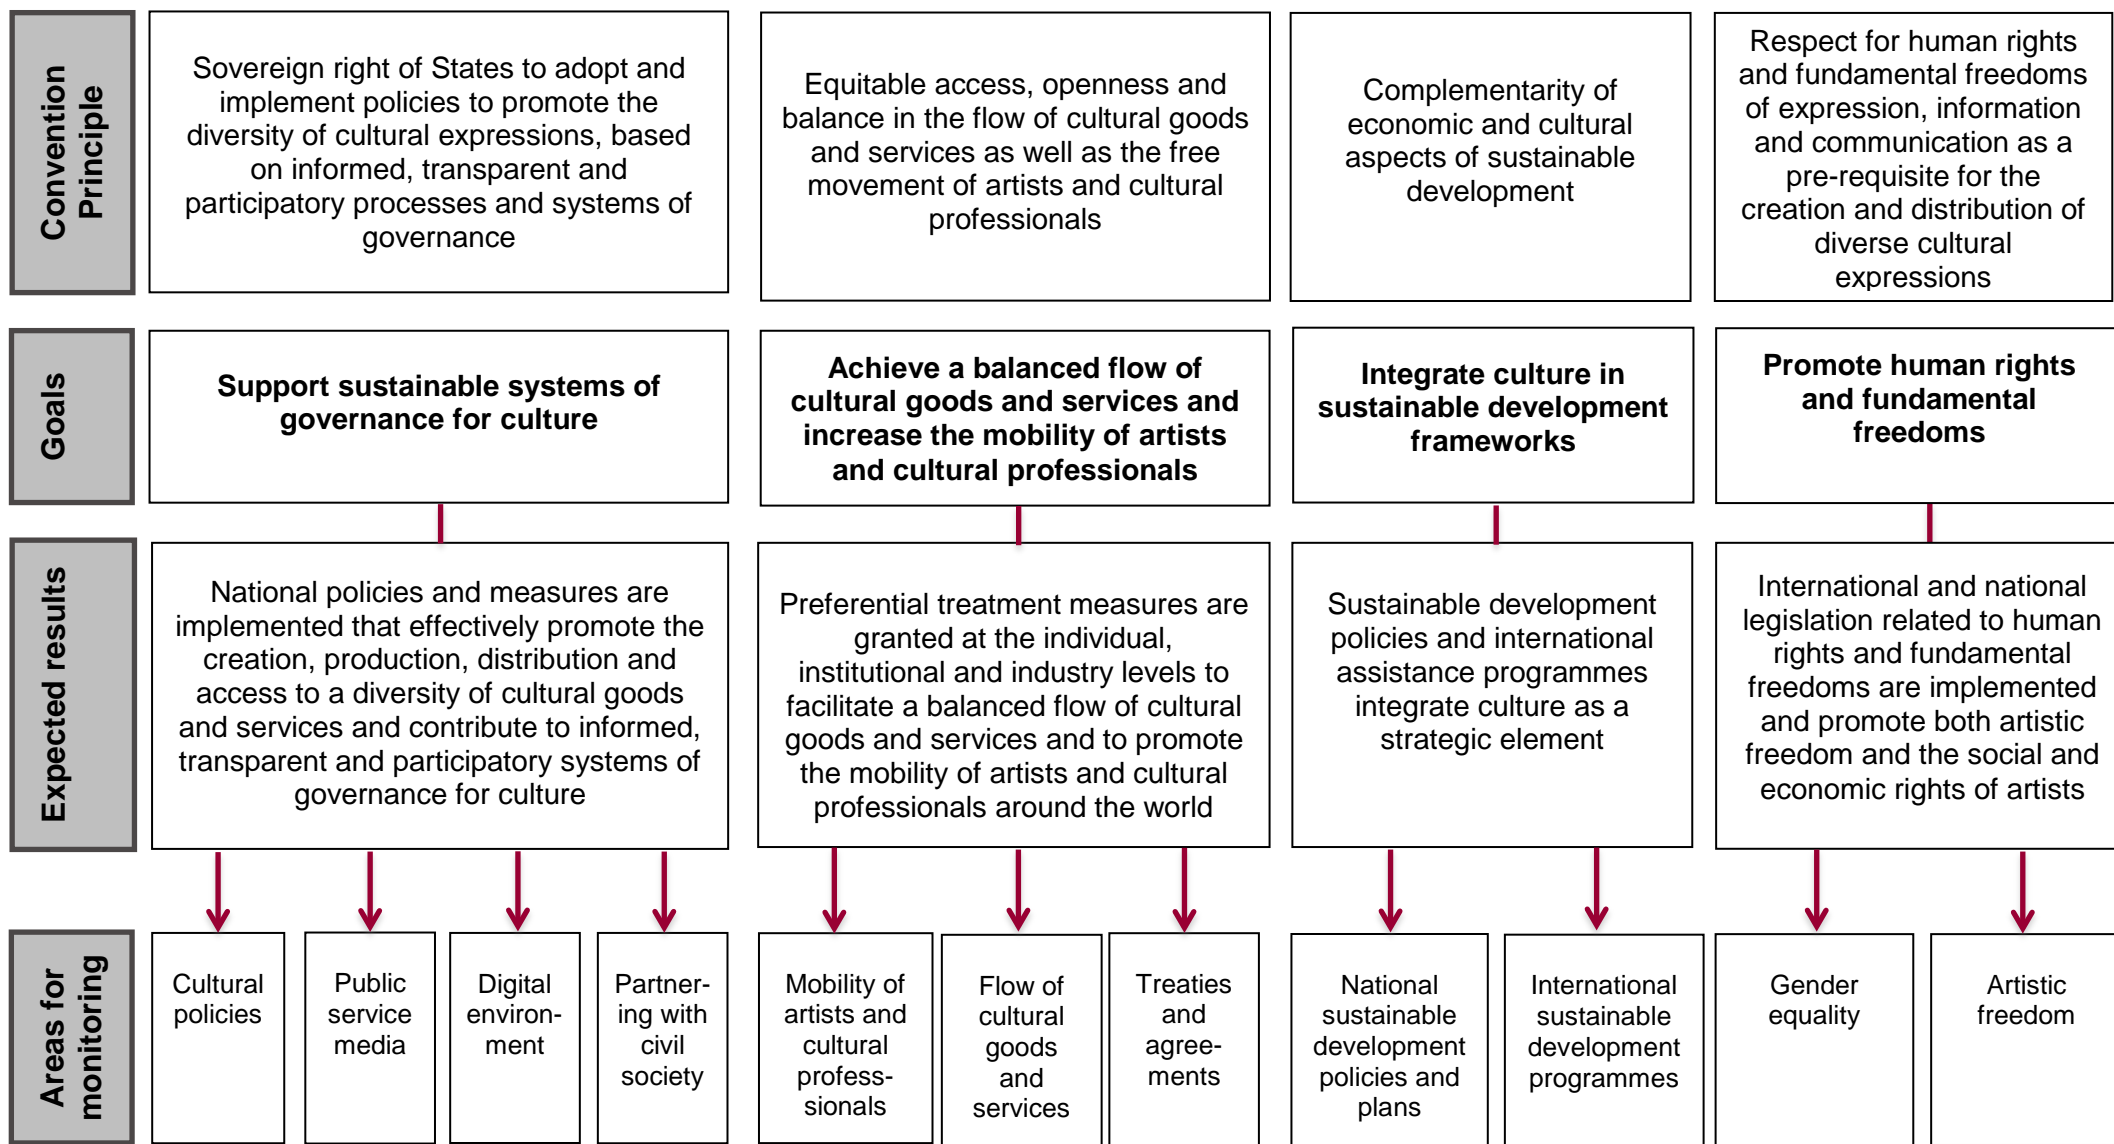 Convention
Principle
Sovereign right of States to adopt and
implement policies to promote the
diversity of cultural expressions, based
on informed, transparent and
participatory processes and systems of
governance
Equitable access, openness and
balance in the flow of cultural goods
and services as well as the free
movement of artists and cultural
professionals
Complementarity of
economic and cultural
aspects of sustainable
development
Respect for human rights
and fundamental freedoms
of expression, information
and communication as a
pre-requisite for the
creation and distribution of
diverse cultural
expressions
Goals
Support sustainable systems of
governance for culture
Achieve a balanced flow of
cultural goods and services and
increase the mobility of artists
and cultural professionals
Integrate culture in
sustainable development
frameworks
Promote human rights
and fundamental
freedoms
Expected results
National policies and measures are
implemented that effectively promote the
creation, production, distribution and
access to a diversity of cultural goods
and services and contribute to informed,
transparent and participatory systems of
governance for culture
Preferential treatment measures are
granted at the individual,
institutional and industry levels to
facilitate a balanced flow of cultural
goods and services and to promote
the mobility of artists and cultural
professionals around the world
Sustainable development
policies and international
assistance programmes
integrate culture as a
strategic element
International and national
legislation related to human
rights and fundamental
freedoms are implemented
and promote both artistic
freedom and the social and
economic rights of artists
Areas for
monitoring
Cultural
policies
Public
service
media
Digital
environ-
ment
Partner-
ing with
civil
society
Mobility of
artists and
cultural
profess-
sionals
Flow of
cultural
goods
and
services
Treaties
and
agree-
ments
National
sustainable
development
policies and
plans
International
sustainable
development
programmes
Gender
equality
Artistic
freedom